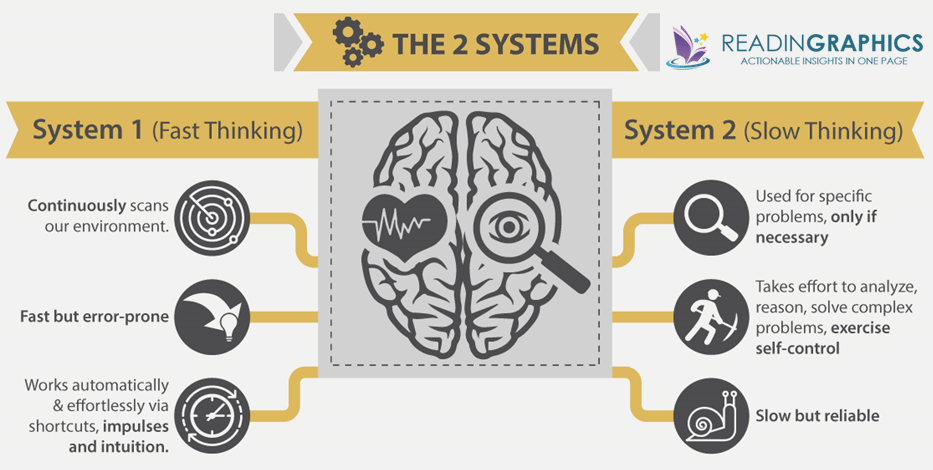 THE 2 SYSTEMS
READINGRAPHICS
ACTIONABLE INSIGHTS IN ONE PAGE
System 1 (Fast Thinking)
Continuously scans
our environment.
Fast but error-prone
Works automatically
& effortlessly via
shortcuts, impulses
and intuition.
System 2 (Slow Thinking)
Used for specific
problems, only if
necessary
Takes effort to analyze,
reason, solve complex
problems, exercise
self-control
Slow but reliable